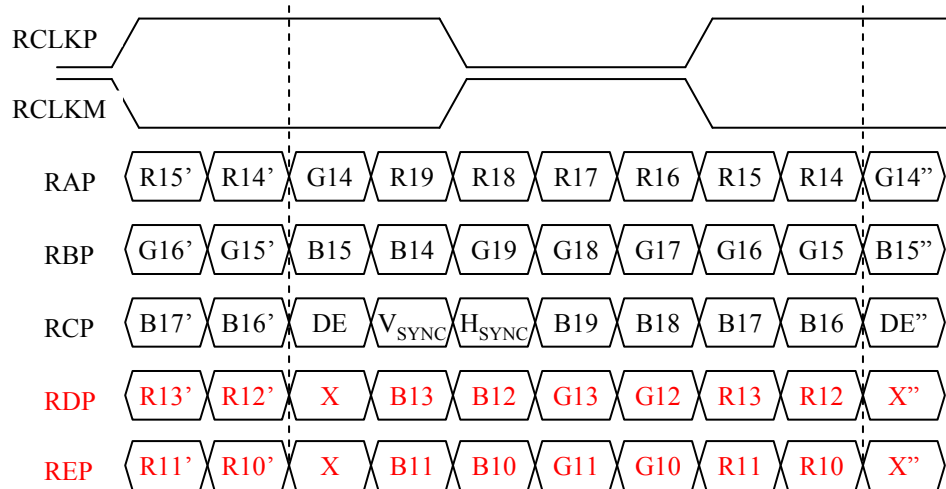 RCLKP
RCLKM
RAP R15’ R14’ G14 R19 R18 R17 R16 R15 R14 G14”
RBP G16’ G15’ B15 B14 G19 G18 G17 G16 G15 B15”
RCP B17’ B16’ DE VSYNC HSYNC B19 B18 B17 B16 DE”
RDP R13’ R12’ X B13 B12 G13 G12 R13 R12 X”
REP R11’ R10’ X B11 B10 G11 G10 R11 R10 X”